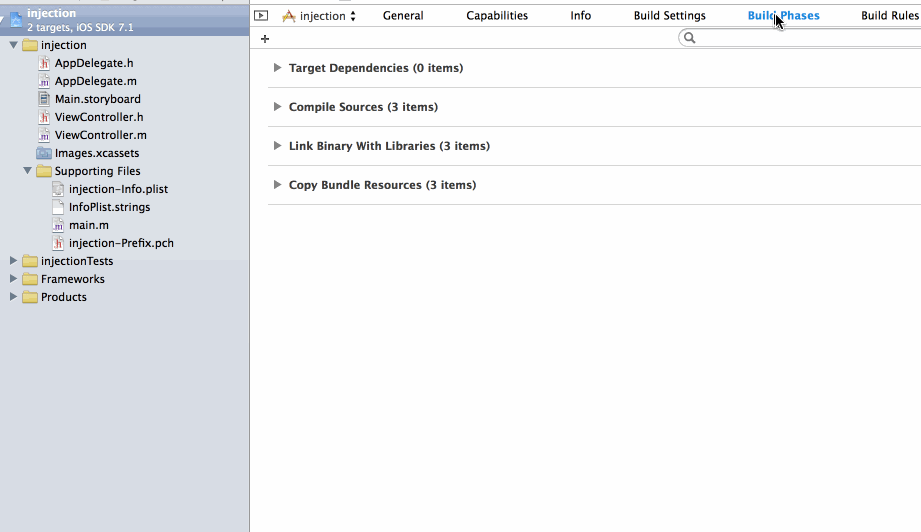 injection
2 targets, iOS SDK 7.1
injection
AppDelegate.h
AppDelegate.m
Main.storyboard
ViewController.h
ViewController.m
Images.xcassets
Supporting Files
injection-Info.plist
InfoPlist.strings
main.m
injection-Prefix.pch
injectionTests
Frameworks
Products
injection General Capabilities Info Build Settings Build Phases Build Rules
Target Dependencies (0 items)
Compile Sources (3 items)
Link Binary With Libraries (3 items)
Copy Bundle Resources (3 items)